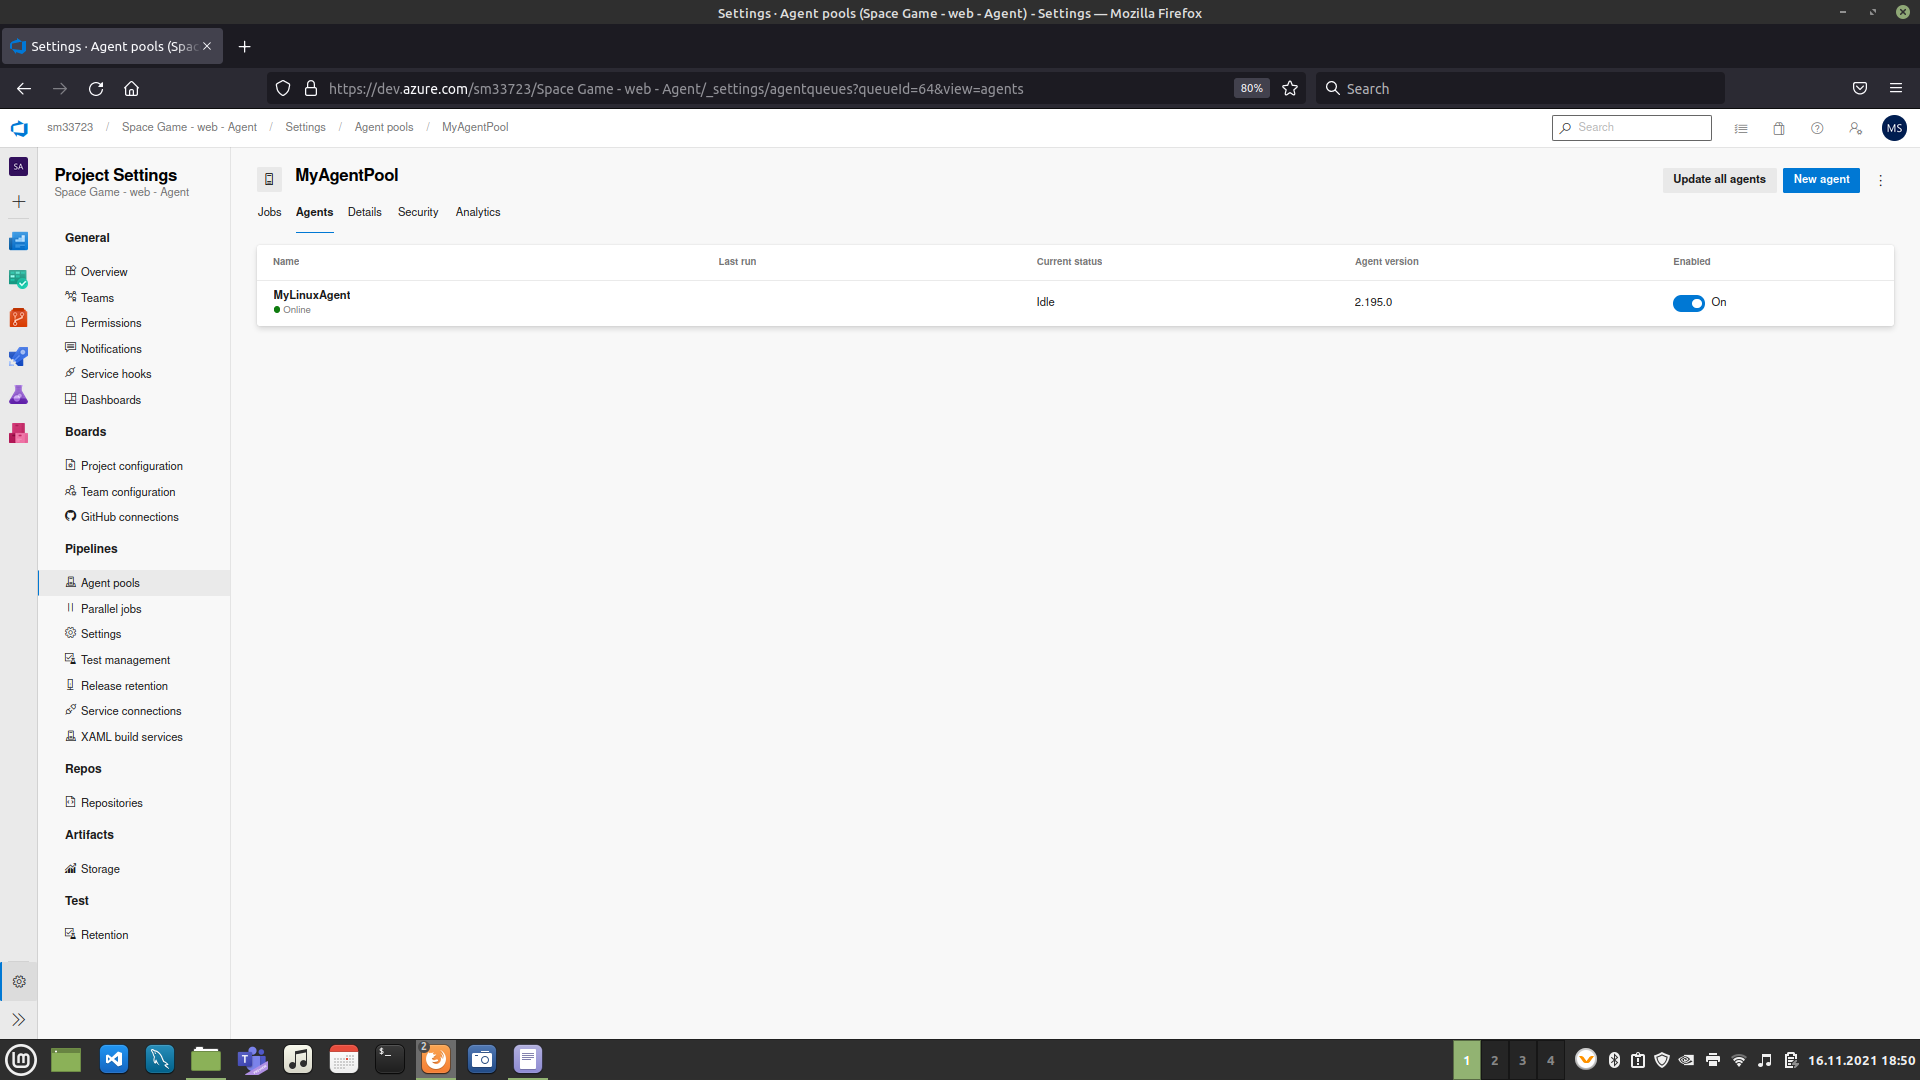 Settings · Agent pools (Space Game - web - Agent) - Settings — Mozilla Firefox
Settings · Agent pools (Spac
https://dev.azure.com/sm33723/Space Game - web - Agent/_settings/agentqueues?queueId=64&view=agents
80%
Search
sm33723 / Space Game - web - Agent / Settings / Agent pools / MyAgentPool
Search
MS
SA
Project Settings
Space Game - web - Agent
General
Overview
Teams
Permissions
Notifications
Service hooks
Dashboards
Boards
Project configuration
Team configuration
GitHub connections
Pipelines
Agent pools
Parallel jobs
Settings
Test management
Release retention
Service connections
XAML build services
Repos
Repositories
Artifacts
Storage
Test
Retention
MyAgentPool
Update all agents
New agent
Jobs Agents Details Security Analytics
Name Last run Current status Agent version Enabled
MyLinuxAgent
Online
Idle
2.195.0
On
2
1 2 3 4
16.11.2021 18:50